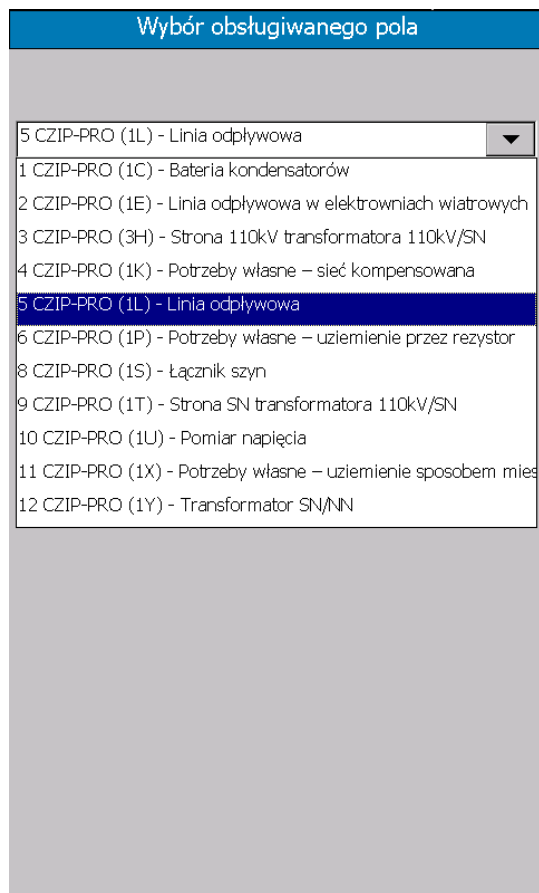 Wybór obsługiwanego pola
5 CZIP-PRO (1L) - Linia odpływowa
1 CZIP-PRO (1C) - Bateria kondensatorów
2 CZIP-PRO (1E) - Linia odpływowa w elektrowniach wiatrowych
3 CZIP-PRO (3H) - Strona 110kV transformatora 110kV/SN
4 CZIP-PRO (1K) - Potrzeby własne – sieć kompensowana
5 CZIP-PRO (1L) - Linia odpływowa
6 CZIP-PRO (1P) - Potrzeby własne – uziemienie przez rezystor
8 CZIP-PRO (1S) - Łącznik szyn
9 CZIP-PRO (1T) - Strona SN transformatora 110kV/SN
10 CZIP-PRO (1U) - Pomiar napięcia
11 CZIP-PRO (1X) - Potrzeby własne – uziemienie sposobem mies
12 CZIP-PRO (1Y) - Transformator SN/NN